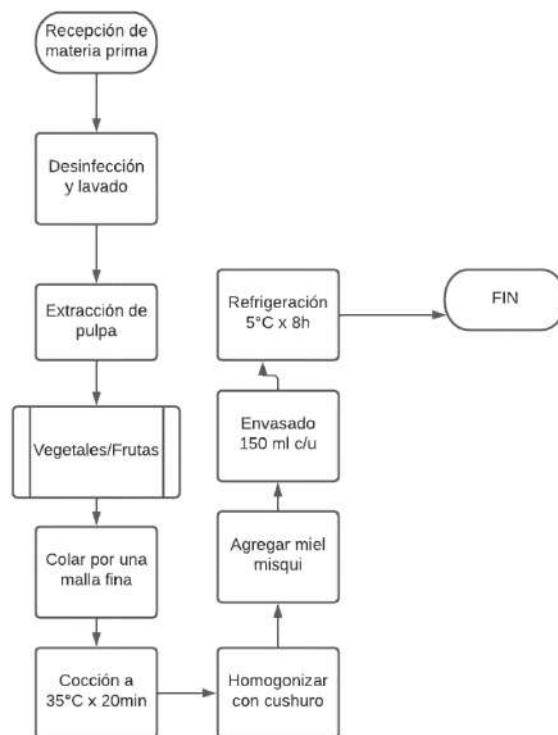 Recepción de
materia prima
Desinfección
y lavado
Extracción de
pulpa
Vegetales/Frutas
Colar por una
malla fina
Cocción a
35°C x 20min
Homogonizar
con cushuro
Agregar miel
misqui
Envasado
150 ml c/u
Refrigeración
5°C x 8h
FIN